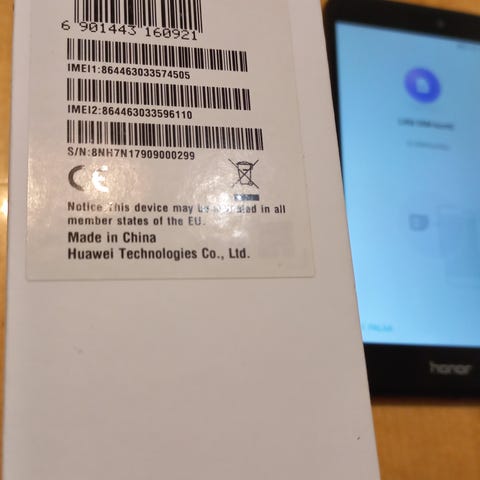 6 901443 160921
IMEI1:864463033574505
IMEI2:864463033596110
S/N:8NH7N17909000299
CE
Notice :This device may be in all
member states of the EU.
Made in China
Huawei Technologies Co., Ltd.
honor